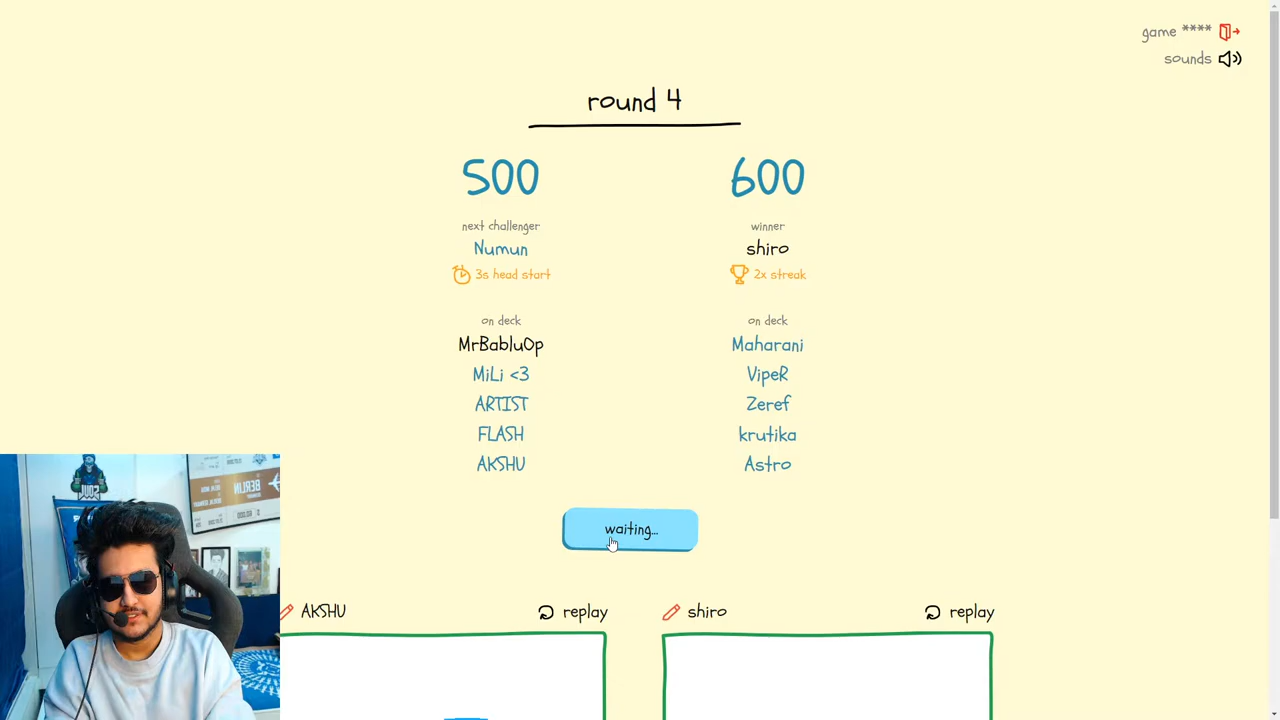 game ****
sounds
round 4
500
600
next challenger
winner
Numun
shiro
3s head start
2x streak
on deck
on deck
MrBabluOp
Maharani
MiLi <3
VipeR
ARTIST
Zeref
FLASH
krutika
AKSHU
Astro
waiting...
AKSHU
replay
shiro
replay
BERLIN